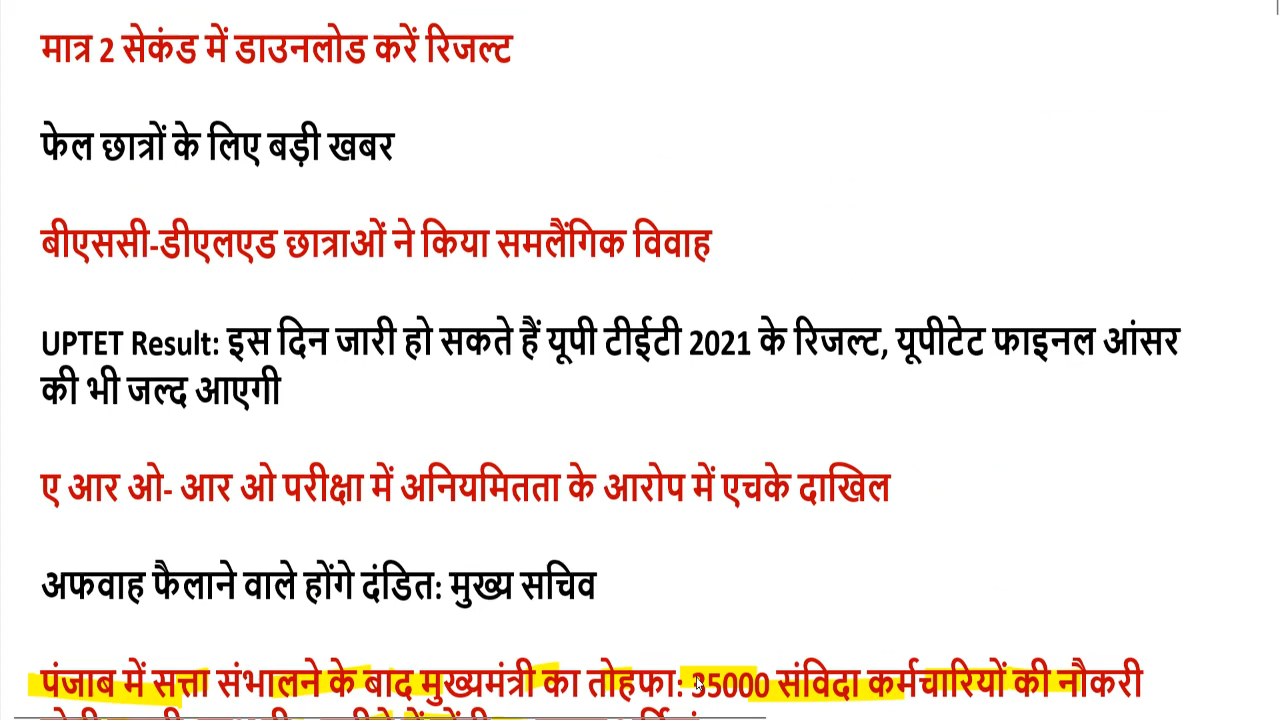 मात्र 2 सेकंड में डाउनलोड करें रिजल्ट
फेल छात्रों के लिए बड़ी खबर
बीएससी-डीएलएड छात्राओं ने किया समलैंगिक विवाह
UPTET Result: इस दिन जारी हो सकते हैं यूपी टीईटी 2021 के रिजल्ट, यूपीटेट फाइनल आंसर
की भी जल्द आएगी
ए आर ओ- आर ओ परीक्षा में अनियमितता के आरोप में एचके दाखिल
अफवाह फैलाने वाले होंगे दंडित: मुख्य सचिव
पंजाब में सत्ता संभालने के बाद मुख्यमंत्री का तोहफा: 35000 संविदा कर्मचारियों की नौकरी